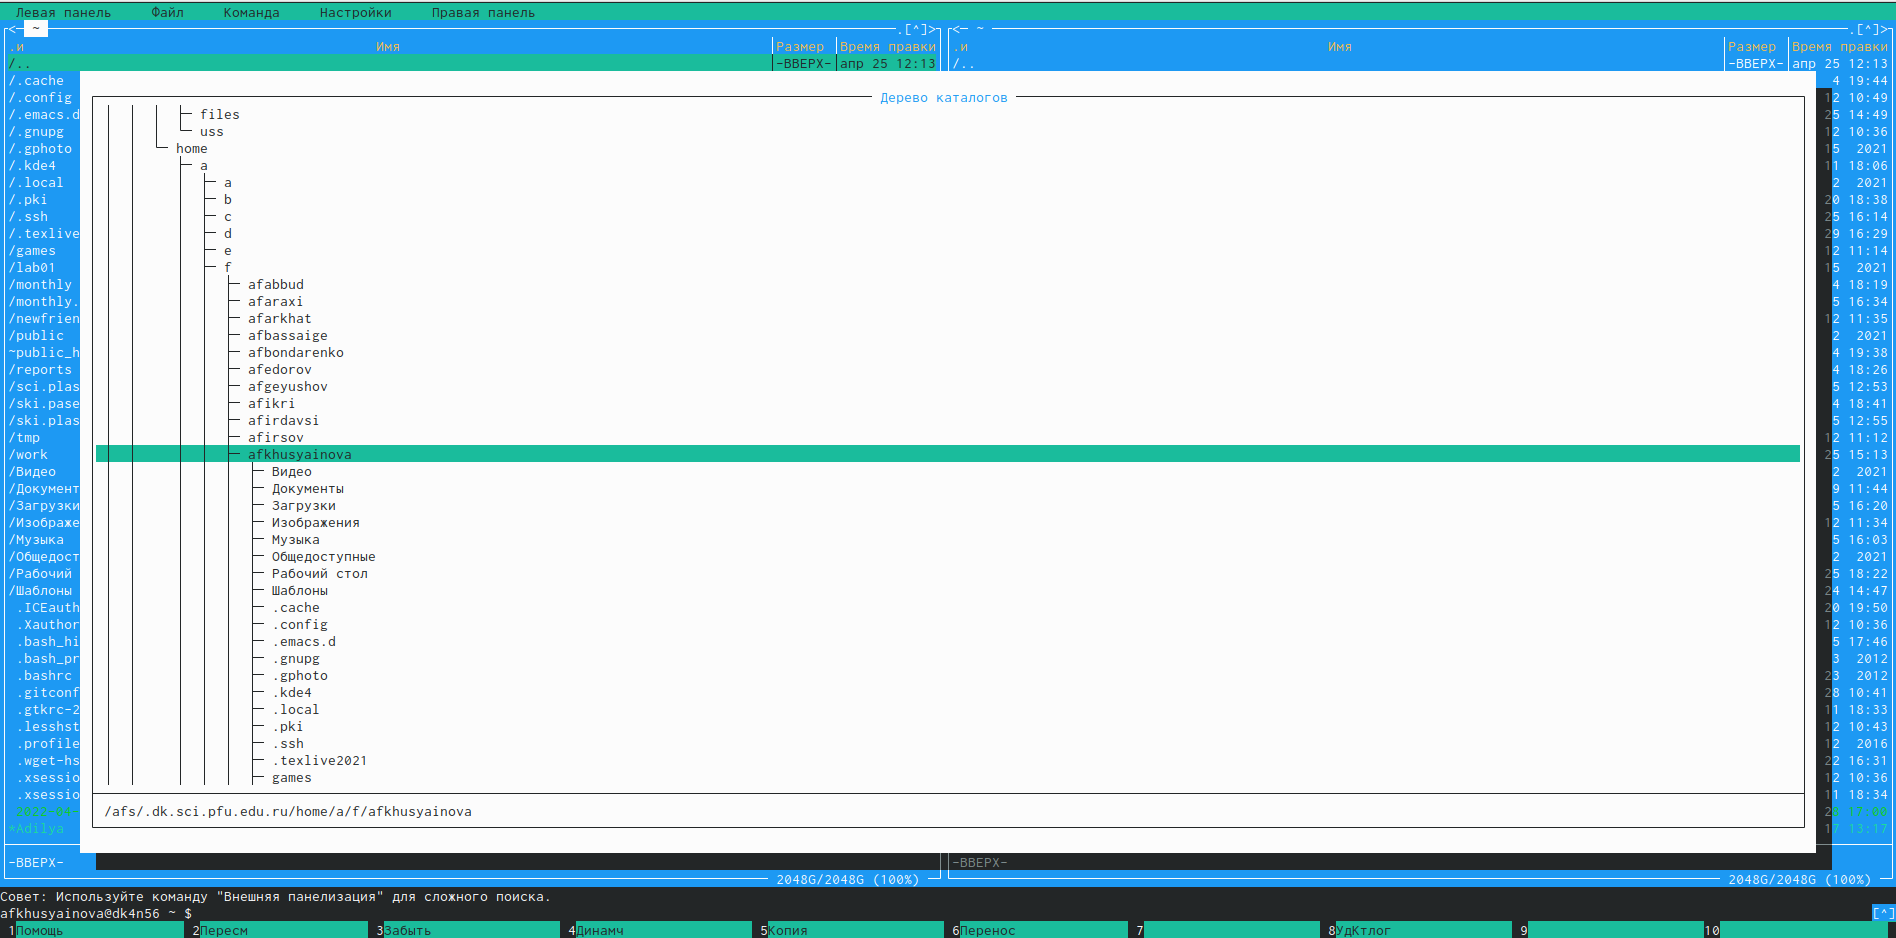 Левая панель Файл Команда Настройки Правая панель
<─ ~ .[^]> <─ ~ .[^]>
.и Имя Размер Время правки .и Имя Размер Время правки
/.. -ВВЕРХ- апр 25 12:13 /.. -ВВЕРХ- апр 25 12:13
/.cache 4 19:44
/.config Дерево каталогов 12 10:49
/.emacs.d files 25 14:49
/.gnupg uss 12 10:36
/.gphoto home 15 2021
/.kde4 a 11 18:06
/.local a 2 2021
/.pki b 20 18:38
/.ssh c 25 16:14
/.texlive d 29 16:29
/games e 12 11:14
/lab01 f 15 2021
/monthly afabbud 4 18:19
/monthly. afaraxi 5 16:34
/newfrien afarkhat 12 11:35
/public afbassaige 2 2021
~public_h afbondarenko 4 19:38
/reports afedorov 4 18:26
/sci.plas afgeyushov 5 12:53
/ski.pase afikri 4 18:41
/ski.plas afirdavsi 5 12:55
/tmp afirsov 12 11:12
/work afkhusyainova 25 15:13
/Видео Видео 2 2021
/Документ Документы 9 11:44
/Загрузки Загрузки 5 16:20
/Изображе Изображения 12 11:34
/Музыка Музыка 5 16:03
/Общедост Общедоступные 2 2021
/Рабочий Рабочий стол 25 18:22
/Шаблоны Шаблоны 24 14:47
.ICEauth .cache 20 19:50
.Xauthor .config 12 10:36
.bash_hi .emacs.d 5 17:46
.bash_pr .gnupg 3 2012
.bashrc .gphoto 23 2012
.gitconf .kde4 28 10:41
.gtkrc-2 .local 11 18:33
.lesshst .pki 12 10:43
.profile .ssh 12 2016
.wget-hs .texlive2021 22 16:31
.xsessio games 12 10:36
.xsessio 11 18:34
/afs/.dk.sci.pfu.edu.ru/home/a/f/afkhusyainova
*Adilya 17 13:17
-ВВЕРХ- -ВВЕРХ-
2048G/2048G (100%) 2048G/2048G (100%)
Совет: Используйте команду "Внешняя панелизация" для сложного поиска.
afkhusyainova@dk4n56 ~ $ [^]
1Помощь 2Пересм 3Забыть 4Динамч 5Копия 6Перенос 7 8УдКтлог 9 10